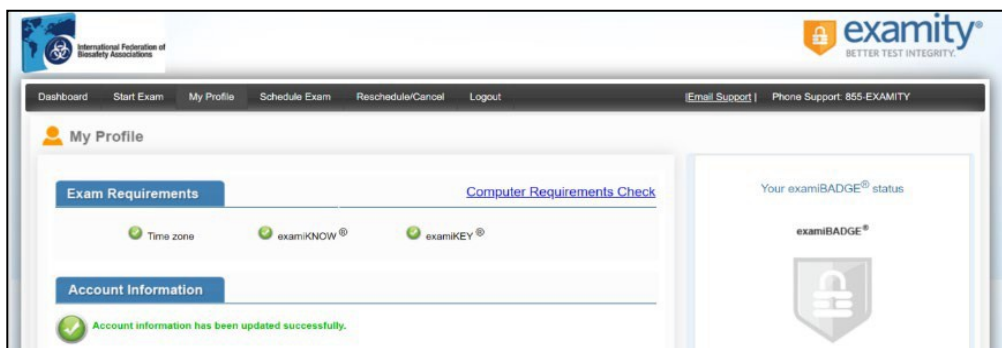 International Federation of
Biosafety Associations
examity®
BETTER TEST INTEGRITY.™
Dashboard Start Exam My Profile Schedule Exam Reschedule/Cancel Logout |Email Support| Phone Support: 855-EXAMITY
My Profile
Exam Requirements Computer Requirements Check
Time zone examiKNOW® examiKEY®
Account Information
Account information has been updated successfully.
Your examiBADGE® status
examiBADGE®